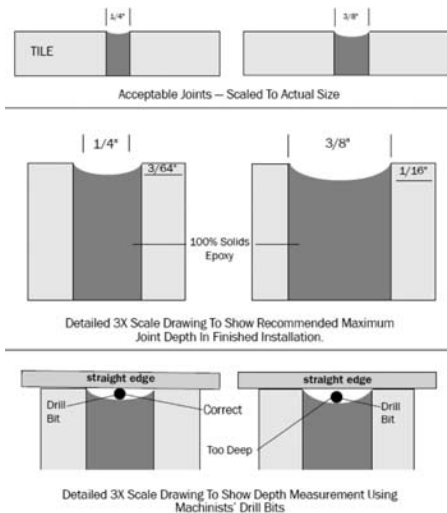 1/4"
3/8"
TILE
Acceptable Joints — Scaled To Actual Size
1/4"
3/8"
3/64"
1/16"
100% Solids
Epoxy
Detailed 3X Scale Drawing To Show Recommended Maximum
Joint Depth In Finished Installation.
straight edge
straight edge
Drill
Bit
Correct
Drill
Bit
Too Deep
Detailed 3X Scale Drawing To Show Depth Measurement Using
Machinists' Drill Bits